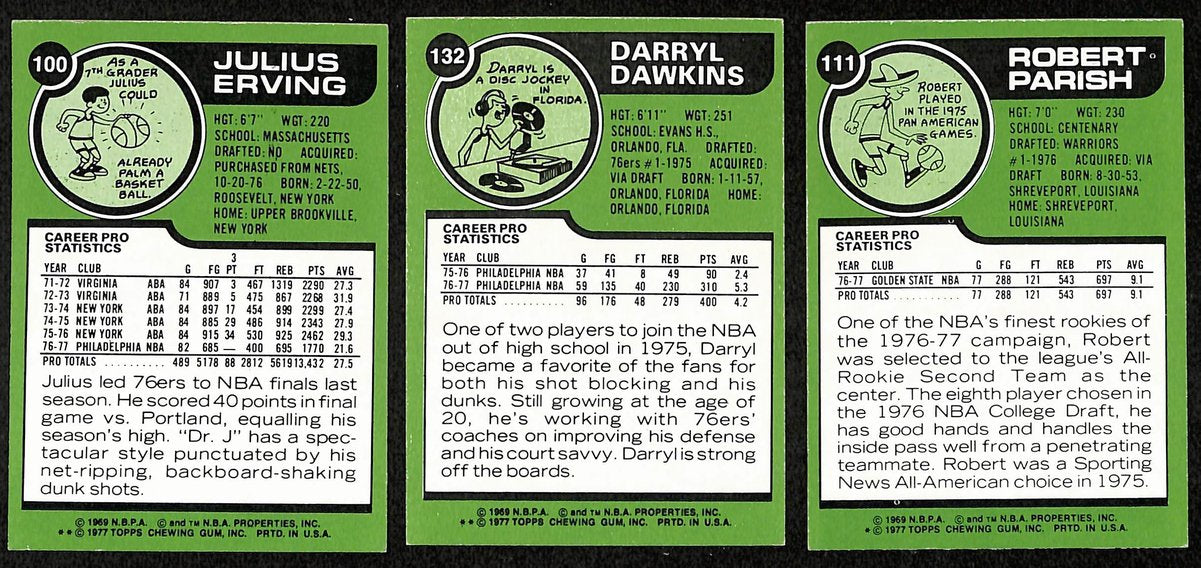 100
AS A
7TH GRADER
JULIUS
COULD
ALREADY
PALM A
BASKET
BALL.
JULIUS
ERVING
HGT: 6'7" WGT: 220
SCHOOL: MASSACHUSETTS
DRAFTED: NO ACQUIRED:
PURCHASED FROM NETS,
10-20-76 BORN: 2-22-50,
ROOSEVELT, NEW YORK
HOME: UPPER BROOKVILLE,
NEW YORK
CAREER PRO
STATISTICS
YEAR CLUB G FG 3 PT FT REB PTS AVG
71-72 VIRGINIA ABA 84 907 3 467 1319 2290 27.3
72-73 VIRGINIA ABA 71 889 5 475 867 2268 31.9
73-74 NEW YORK ABA 84 897 17 454 899 2299 27.4
74-75 NEW YORK ABA 84 885 29 486 914 2343 27.9
75-76 NEW YORK ABA 84 915 34 530 925 2462 29.3
76-77 PHILADELPHIA NBA 82 685 — 400 695 1770 21.6
PRO TOTALS .......... 489 5178 88 2812 5619 13,432 27.5
Julius led 76ers to NBA finals last
season. He scored 40 points in final
game vs. Portland, equalling his
season's high. "Dr. J" has a spec-
tacular style punctuated by his
net-ripping, backboard-shaking
dunk shots.
© 1969 N.B.P.A. © and TM N.B.A. PROPERTIES, INC.
** © 1977 TOPPS CHEWING GUM, INC. PRTD. IN U.S.A.
132
DARRYL IS
A DISC JOCKEY
IN
FLORIDA.
DARRYL
DAWKINS
HGT: 6'11" WGT: 251
SCHOOL: EVANS H.S.,
ORLANDO, FLA. DRAFTED:
76ers #1-1975 ACQUIRED:
VIA DRAFT BORN: 1-11-57,
ORLANDO, FLORIDA HOME:
ORLANDO, FLORIDA
CAREER PRO
STATISTICS
YEAR CLUB G FG FT REB PTS AVG
75-76 PHILADELPHIA NBA 37 41 8 49 90 2.4
76-77 PHILADELPHIA NBA 59 135 40 230 310 5.3
PRO TOTALS .......... 96 176 48 279 400 4.2
One of two players to join the NBA
out of high school in 1975, Darryl
became a favorite of the fans for
both his shot blocking and his
dunks. Still growing at the age of
20, he's working with 76ers'
coaches on improving his defense
and his court savvy. Darryl is strong
off the boards.
© 1969 N.B.P.A. © and TM N.B.A. PROPERTIES, INC.
** © 1977 TOPPS CHEWING GUM, INC. PRTD. IN U.S.A.
111
ROBERT
PLAYED
IN THE 1975
PAN AMERICAN
GAMES.
ROBERT
PARISH
HGT: 7'0" WGT: 230
SCHOOL: CENTENARY
DRAFTED: WARRIORS
#1-1976 ACQUIRED: VIA
DRAFT BORN: 8-30-53,
SHREVEPORT, LOUISIANA
HOME: SHREVEPORT,
LOUISIANA
CAREER PRO
STATISTICS
YEAR CLUB G FG FT REB PTS AVG
76-77 GOLDEN STATE NBA 77 288 121 543 697 9.1
PRO TOTALS .......... 77 288 121 543 697 9.1
One of the NBA's finest rookies of
the 1976-77 campaign, Robert
was selected to the league's All-
Rookie Second Team as the
center. The eighth player chosen in
the 1976 NBA College Draft, he
has good hands and handles the
inside pass well from a penetrating
teammate. Robert was a Sporting
News All-American choice in 1975.
© 1969 N.B.P.A. © and TM N.B.A. PROPERTIES, INC.
** © 1977 TOPPS CHEWING GUM, INC. PRTD. IN U.S.A.